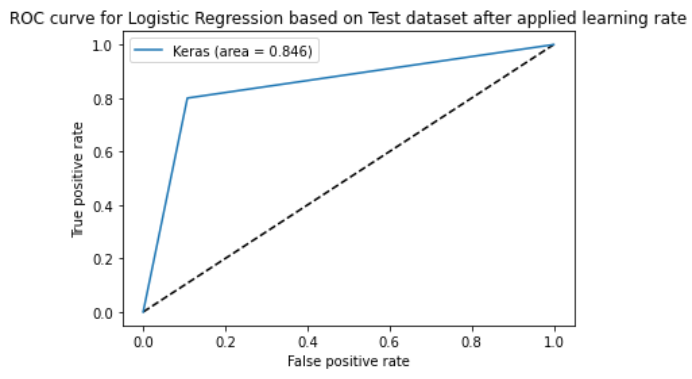 ROC curve for Logistic Regression based on Test dataset after applied learning rate
Keras (area = 0.846)
1.0
0.8
0.6
0.4
0.2
0.0
True positive rate
0.0 0.2 0.4 0.6 0.8 1.0
False positive rate